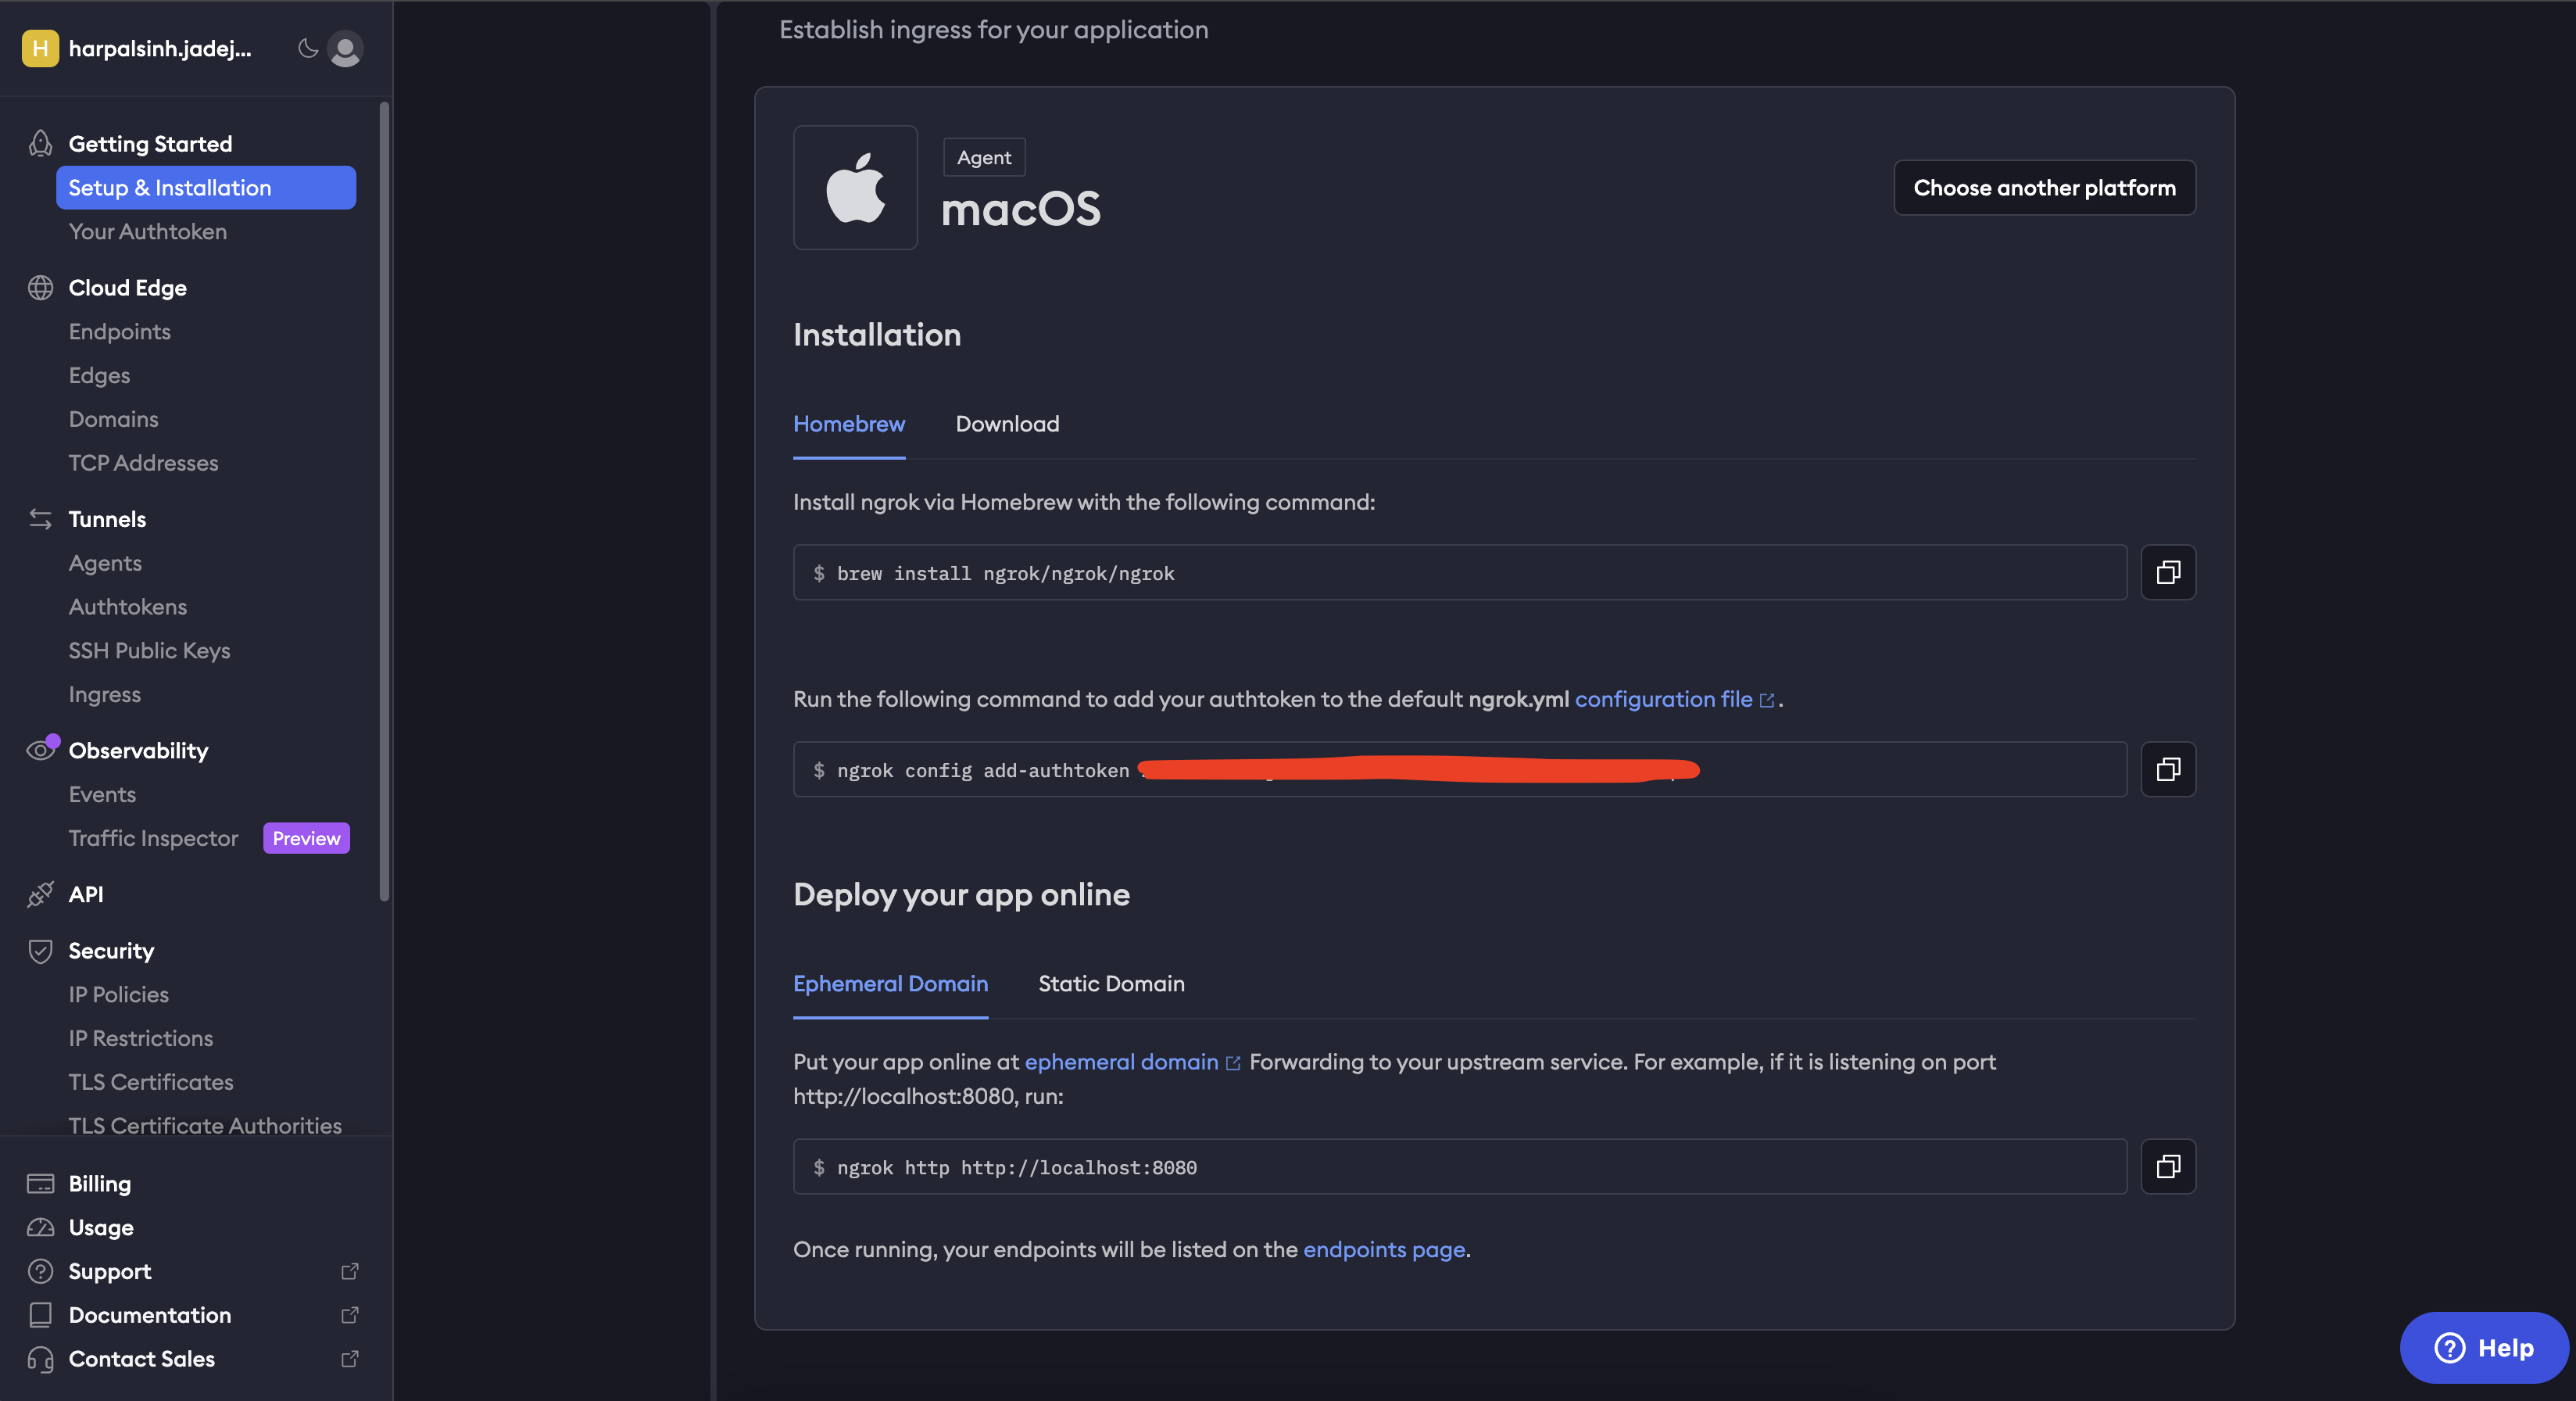 H harpalsinh.jadej...
Getting Started
Setup & Installation
Your Authtoken
Cloud Edge
Endpoints
Edges
Domains
TCP Addresses
Tunnels
Agents
Authtokens
SSH Public Keys
Ingress
Observability
Events
Traffic Inspector Preview
API
Security
IP Policies
IP Restrictions
TLS Certificates
TLS Certificate Authorities
Billing
Usage
Support
Documentation
Contact Sales
Establish ingress for your application
Agent
macOS
Choose another platform
Installation
Homebrew Download
Install ngrok via Homebrew with the following command:
$ brew install ngrok/ngrok/ngrok
Run the following command to add your authtoken to the default ngrok.yml configuration file.
$ ngrok config add-authtoken
Deploy your app online
Ephemeral Domain Static Domain
Put your app online at ephemeral domain Forwarding to your upstream service. For example, if it is listening on port
http://localhost:8080, run:
$ ngrok http http://localhost:8080
Once running, your endpoints will be listed on the endpoints page.
? Help